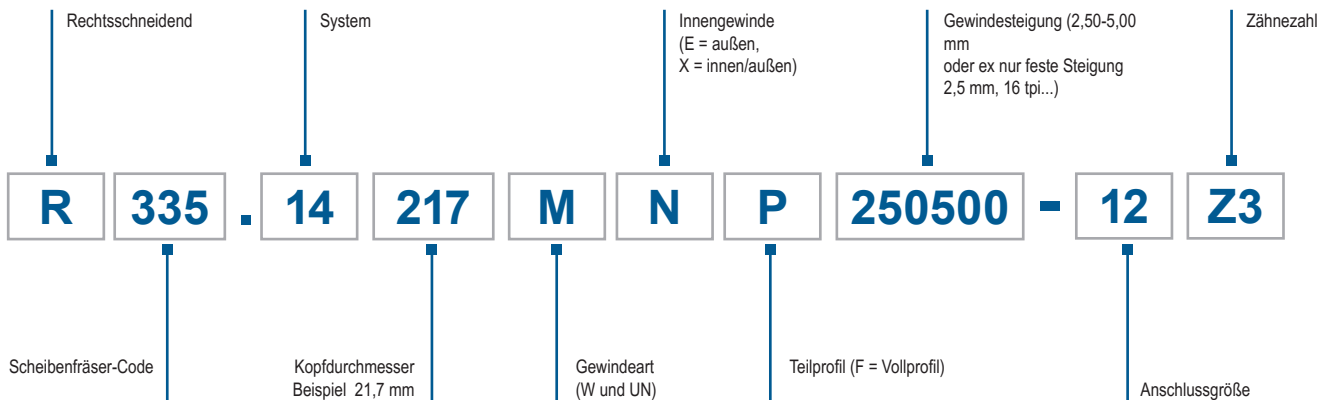 Rechtsschneidend
System
Innengewinde
(E = außen,
X = innen/außen)
Gewindesteigung (2,50-5,00
mm
oder ex nur feste Steigung
2,5 mm, 16 tpi...)
Zähnezahl
R 335 . 14 217 M N P 250500 - 12 Z3
Scheibenfräser-Code
Kopfdurchmesser
Beispiel 21,7 mm
Gewindeart
(W und UN)
Teilprofil (F = Vollprofil)
Anschlussgröße